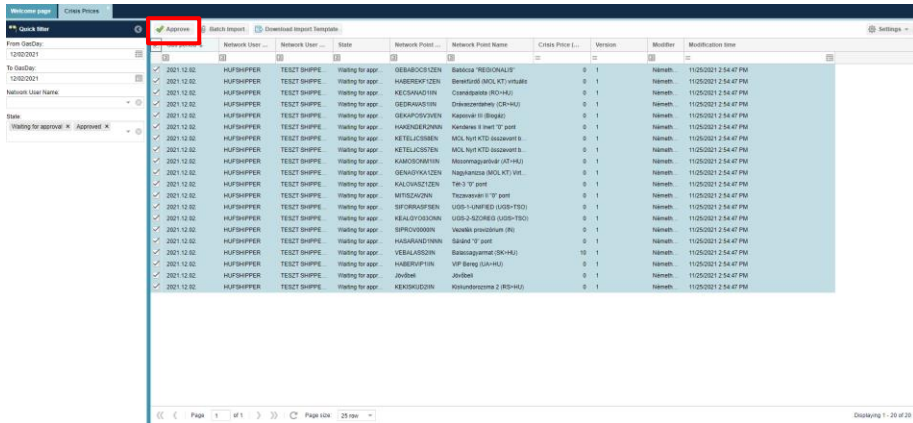 Welcome page Crisis Prices
Quick filter
Approve Batch Import Download Import Template Settings
From GasDay:
12/02/2021
To GasDay:
12/02/2021
Network User Name:
State
Waiting for approval × Approved ×
Network User ... Network User ... State Network Point ... Network Point Name Crisis Price (... Version Modifier Modification time
2021.12.02. HUFSHIPPER TESZT SHIPPE... Waiting for appr... GEBABOCS1ZEN Babócsa "REGIONALIS" 0 1 Németh... 11/25/2021 2:54:47 PM
2021.12.02. HUFSHIPPER TESZT SHIPPE... Waiting for appr... HABEREKF1ZEN Berekfürdő (MOL KT) virtuális 0 1 Németh... 11/25/2021 2:54:47 PM
2021.12.02. HUFSHIPPER TESZT SHIPPE... Waiting for appr... KECSANAD1IIN Csanádpalota (RO>HU) 0 1 Németh... 11/25/2021 2:54:47 PM
2021.12.02. HUFSHIPPER TESZT SHIPPE... Waiting for appr... GEDRAVAS1IIN Drávaszerdahely (CR>HU) 0 1 Németh... 11/25/2021 2:54:47 PM
2021.12.02. HUFSHIPPER TESZT SHIPPE... Waiting for appr... GEKAPOSV3VEN Kaposvár III (Biogáz) 0 1 Németh... 11/25/2021 2:54:47 PM
2021.12.02. HUFSHIPPER TESZT SHIPPE... Waiting for appr... HAKENDER2NNN Kenderes II Inert "0" pont 0 1 Németh... 11/25/2021 2:54:47 PM
2021.12.02. HUFSHIPPER TESZT SHIPPE... Waiting for appr... MOL Nyrt KTD összevont b... 0 1 Németh... 11/25/2021 2:54:47 PM
2021.12.02. HUFSHIPPER TESZT SHIPPE... Waiting for appr... MOL Nyrt KTD összevont b... 0 1 Németh... 11/25/2021 2:54:47 PM
2021.12.02. HUFSHIPPER TESZT SHIPPE... Waiting for appr... KAMOSONM1IIN Mosonmagyaróvár (AT>HU) 0 1 Németh... 11/25/2021 2:54:47 PM
2021.12.02. HUFSHIPPER TESZT SHIPPE... Waiting for appr... GENAGYKA1ZEN Nagykanizsa (MOL KT) Virt... 0 1 Németh... 11/25/2021 2:54:47 PM
2021.12.02. HUFSHIPPER TESZT SHIPPE... Waiting for appr... KALOVASZ1ZEN Tét-3 "0" pont 0 1 Németh... 11/25/2021 2:54:47 PM
2021.12.02. HUFSHIPPER TESZT SHIPPE... Waiting for appr... MITISZAV2NN Tiszavasvári II "0" pont 0 1 Németh... 11/25/2021 2:54:47 PM
2021.12.02. HUFSHIPPER TESZT SHIPPE... Waiting for appr... UGS-1-UNIFIED (UGS>TSO) 0 1 Németh... 11/25/2021 2:54:47 PM
2021.12.02. HUFSHIPPER TESZT SHIPPE... Waiting for appr... UGS-2-SZOREG (UGS>TSO) 0 1 Németh... 11/25/2021 2:54:47 PM
2021.12.02. HUFSHIPPER TESZT SHIPPE... Waiting for appr... SIPROV0000IN Vezeték provizórium (IN) 0 1 Németh... 11/25/2021 2:54:47 PM
2021.12.02. HUFSHIPPER TESZT SHIPPE... Waiting for appr... HASARAND1NNN Sáránd "0" pont 0 1 Németh... 11/25/2021 2:54:47 PM
2021.12.02. HUFSHIPPER TESZT SHIPPE... Waiting for appr... VEBALASS2IIN Balassagyarmat (SK>HU) 10 1 Németh... 11/25/2021 2:54:47 PM
2021.12.02. HUFSHIPPER TESZT SHIPPE... Waiting for appr... HABERVIP1IIN VIP Bereg (UA>HU) 0 1 Németh... 11/25/2021 2:54:47 PM
2021.12.02. HUFSHIPPER TESZT SHIPPE... Waiting for appr... Jövőbeli Jövőbeli 0 1 Németh... 11/25/2021 2:54:47 PM
2021.12.02. HUFSHIPPER TESZT SHIPPE... Waiting for appr... KEKISKUD2IIN Kiskundorozsma 2 (RS>HU) 0 1 Németh... 11/25/2021 2:54:47 PM
Page 1 of 1 Page size: 25 row Displaying 1 - 20 of 20